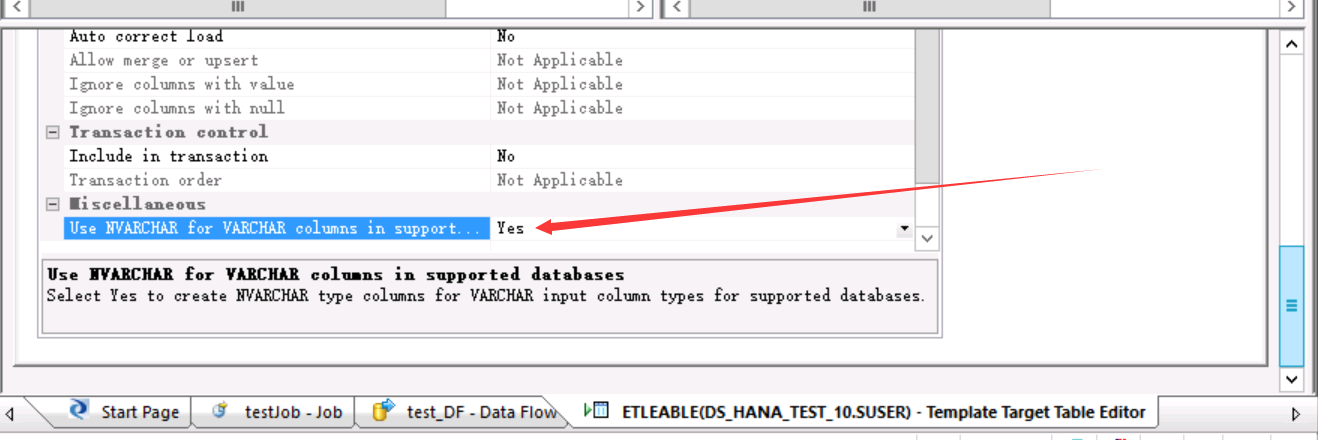 Auto correct load No
Allow merge or upsert Not Applicable
Ignore columns with value Not Applicable
Ignore columns with null Not Applicable
Transaction control
Include in transaction No
Transaction order Not Applicable
Miscellaneous
Use NVARCHAR for VARCHAR columns in support... Yes
Use NVARCHAR for VARCHAR columns in supported databases
Select Yes to create NVARCHAR type columns for VARCHAR input column types for supported databases.
Start Page testJob - Job test_DF - Data Flow ETLEABLE(DS_HANA_TEST_10.SUSER) - Template Target Table Editor